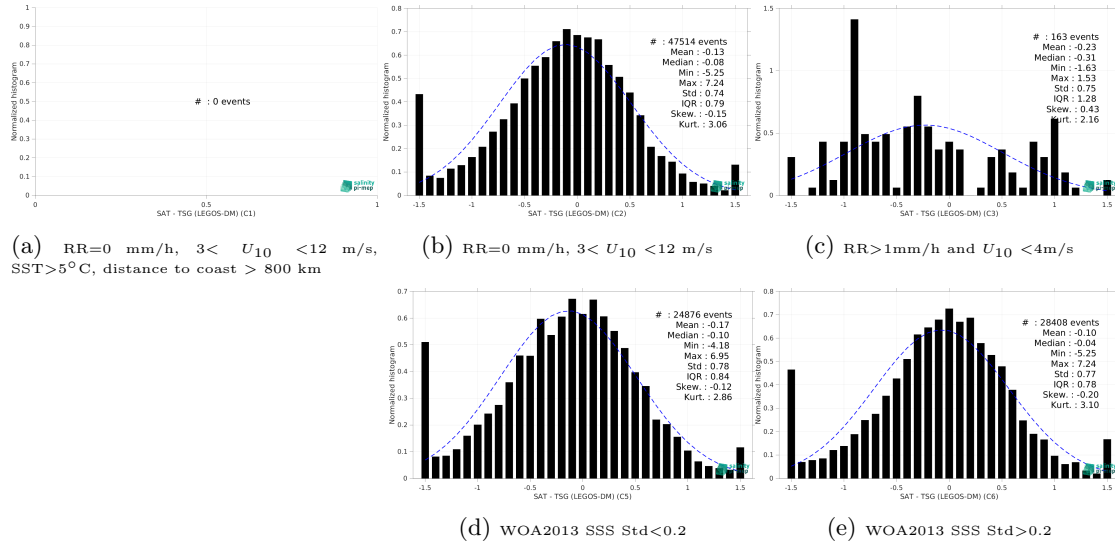 Normalized histogram
1
0.9
0.8
0.7
0.6
0.5
0.4
0.3
0.2
0.1
0
# : 0 events
0 0.5 1
SAT - TSG (LEGOS-DM) (C1)
salinity
pi-mep
(a) RR=0 mm/h, 3< U10 <12 m/s,
SST>5°C, distance to coast > 800 km
Normalized histogram
0.8
0.7
0.6
0.5
0.4
0.3
0.2
0.1
0
# : 47514 events
Mean : -0.13
Median : -0.08
Min : -5.25
Max : 7.24
Std : 0.74
IQR : 0.79
Skew. : -0.15
Kurt. : 3.06
-1.5 -1 -0.5 0 0.5 1 1.5
SAT - TSG (LEGOS-DM) (C2)
(b) RR=0 mm/h, 3< U10 <12 m/s
Normalized histogram
1.5
1
0.5
0
# : 163 events
Mean : -0.23
Median : -0.31
Min : -1.63
Max : 1.53
Std : 0.75
IQR : 1.28
Skew. : 0.43
Kurt. : 2.16
-1.5 -1 -0.5 0 0.5 1 1.5
SAT - TSG (LEGOS-DM) (C3)
(c) RR>1mm/h and U10 <4m/s
Normalized histogram
0.7
0.6
0.5
0.4
0.3
0.2
0.1
0
# : 24876 events
Mean : -0.17
Median : -0.10
Min : -4.18
Max : 6.95
Std : 0.78
IQR : 0.84
Skew. : -0.12
Kurt. : 2.86
-1.5 -1 -0.5 0 0.5 1 1.5
SAT - TSG (LEGOS-DM) (C5)
(d) WOA2013 SSS Std<0.2
Normalized histogram
0.8
0.7
0.6
0.5
0.4
0.3
0.2
0.1
0
# : 28408 events
Mean : -0.10
Median : -0.04
Min : -5.25
Max : 7.24
Std : 0.77
IQR : 0.78
Skew. : -0.20
Kurt. : 3.10
-1.5 -1 -0.5 0 0.5 1 1.5
SAT - TSG (LEGOS-DM) (C6)
(e) WOA2013 SSS Std>0.2